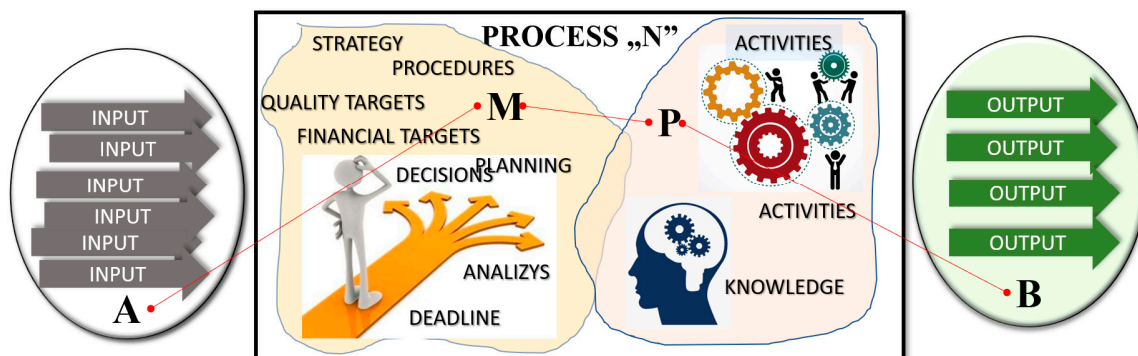 INPUT
INPUT
INPUT
INPUT
INPUT
INPUT
A
PROCESS „N”
STRATEGY
PROCEDURES
QUALITY TARGETS
M
FINANCIAL TARGETS
PLANNING
DECISIONS
ANALIZYS
DEADLINE
ACTIVITIES
P
ACTIVITIES
KNOWLEDGE
OUTPUT
OUTPUT
OUTPUT
OUTPUT
B